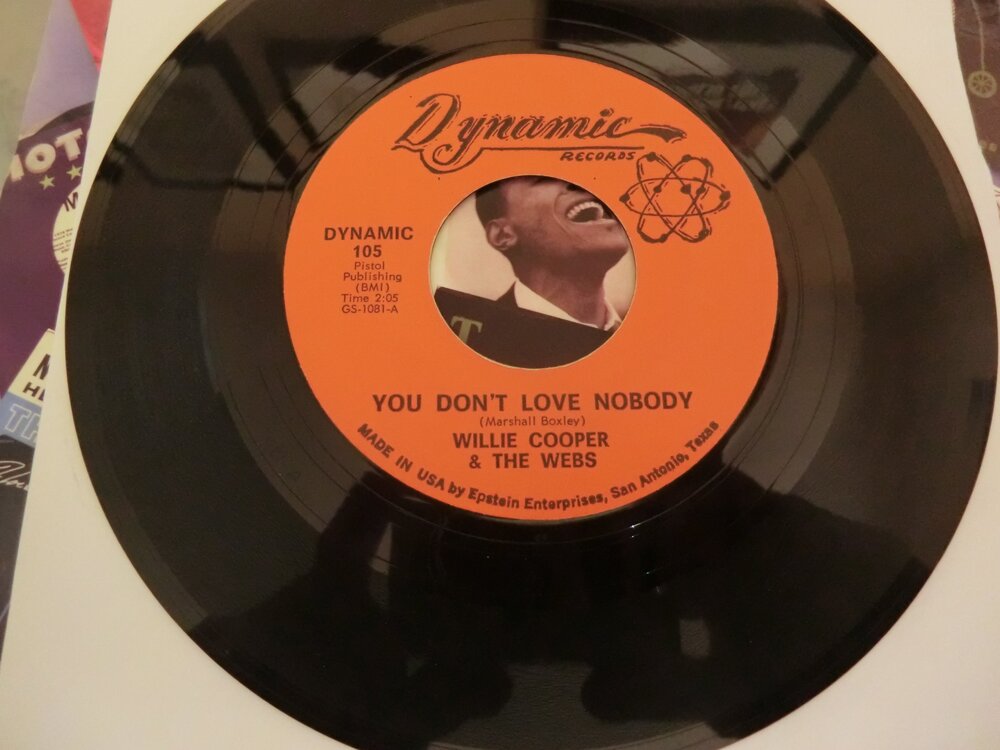 Dynamic
RECORDS
DYNAMIC
105
Pistol
Publishing
(BMI)
Time 2:05
GS-1081-A
T
YOU DON'T LOVE NOBODY
(Marshall Boxley)
WILLIE COOPER
& THE WEBS
MADE IN USA by Epstein Enterprises, San Antonio, Texas